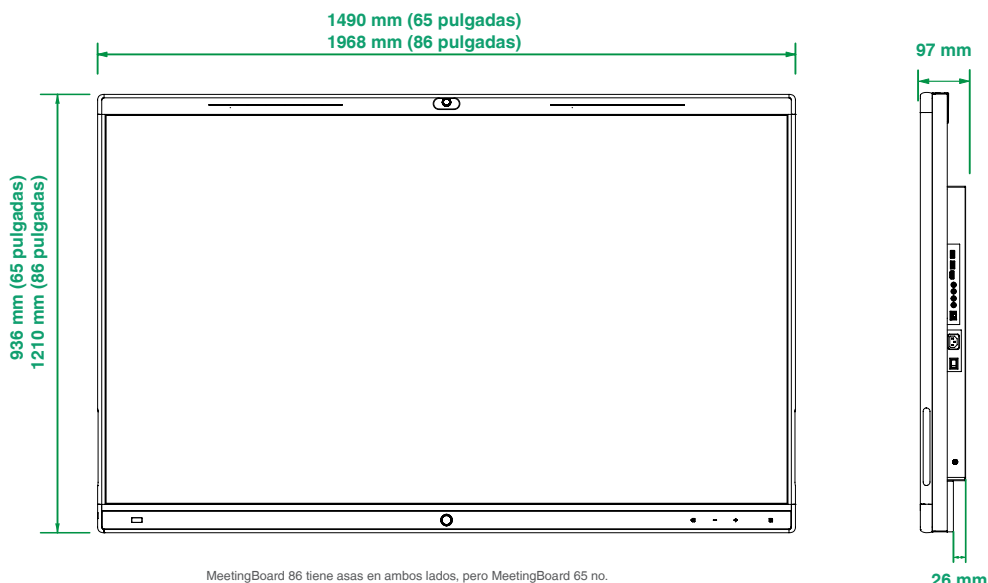 1490 mm (65 pulgadas)
1968 mm (86 pulgadas)
97 mm
936 mm (65 pulgadas)
1210 mm (86 pulgadas)
MeetingBoard 86 tiene asas en ambos lados, pero MeetingBoard 65 no.
26 mm